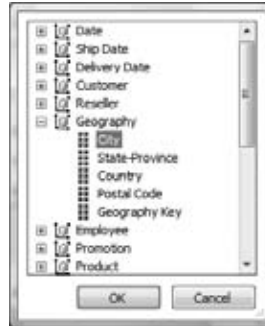 Date
Ship Date
Delivery Date
Customer
Reseller
Geography
City
State-Province
Country
Postal Code
Geography Key
Employee
Promotion
Product
OK
Cancel